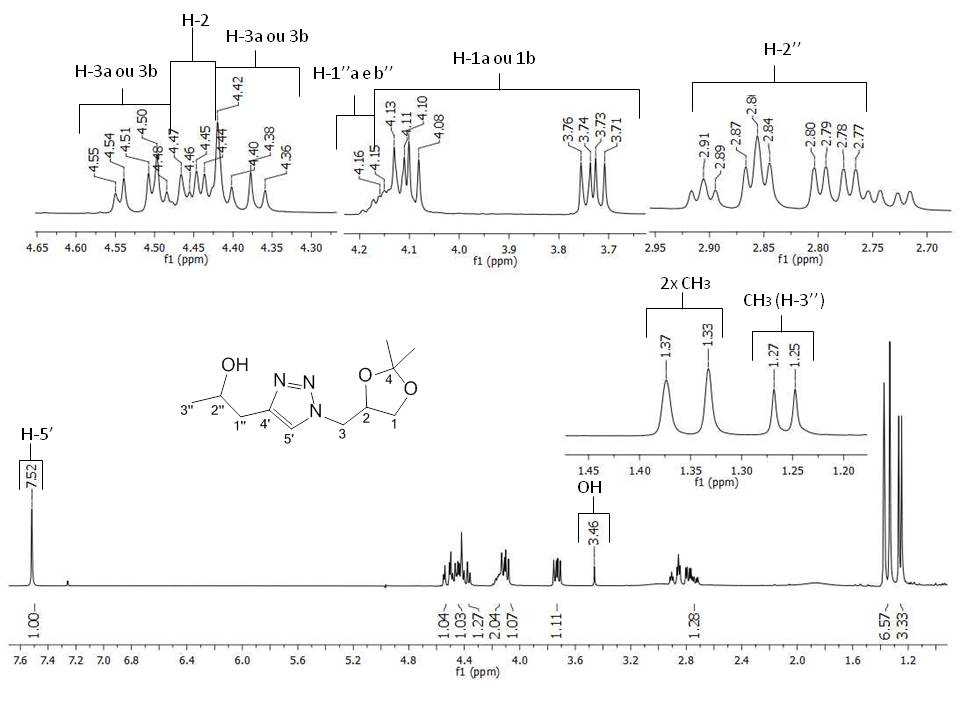 H-2
H-3a ou 3b
H-3a ou 3b
4.55
4.54
4.51
4.50
4.48
4.47
4.46
4.45
4.44
4.42
4.40
4.38
4.36
4.65 4.60 4.55 4.50 4.45 4.40 4.35 4.30
f1 (ppm)
H-1''a e b''
H-1a ou 1b
4.16
4.15
4.13
4.11
4.10
4.08
3.76
3.74
3.73
3.71
4.2 4.1 4.0 3.9 3.8 3.7
f1 (ppm)
H-2''
2.91
2.89
2.87
2.84
2.80
2.79
2.78
2.77
2.95 2.90 2.85 2.80 2.75 2.70
f1 (ppm)
2x CH3
CH3 (H-3'')
1.37
1.33
1.27
1.25
1.45 1.40 1.35 1.30 1.25 1.20
f1 (ppm)
OH
3''
2''
1''
4'
5'
N
N
N
3
2
1
O
O
4
H-5'
7.52
OH
3.46
1.00
1.04
1.03
1.27
2.04
1.07
1.11
1.28
6.57
3.33
7.6 7.2 6.8 6.4 6.0 5.6 5.2 4.8 4.4 4.0 3.6 3.2 2.8 2.4 2.0 1.6 1.2
f1 (ppm)